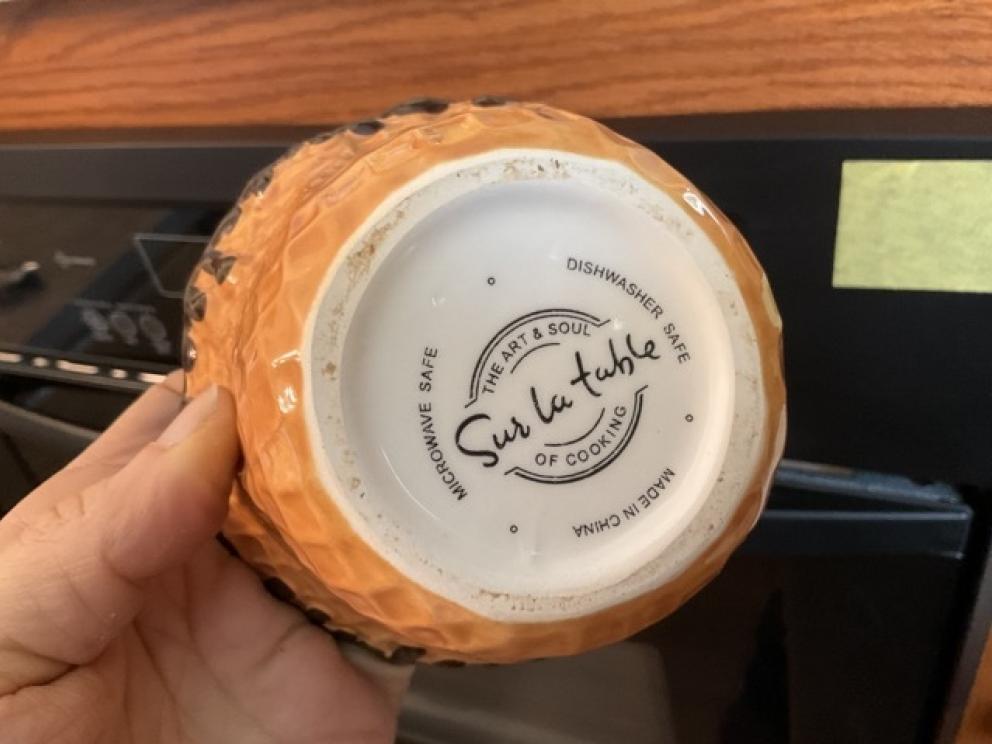 DISHWASHER SAFE
MICROWAVE SAFE
THE ART & SOUL
Sur la table
OF COOKING
MADE IN CHINA